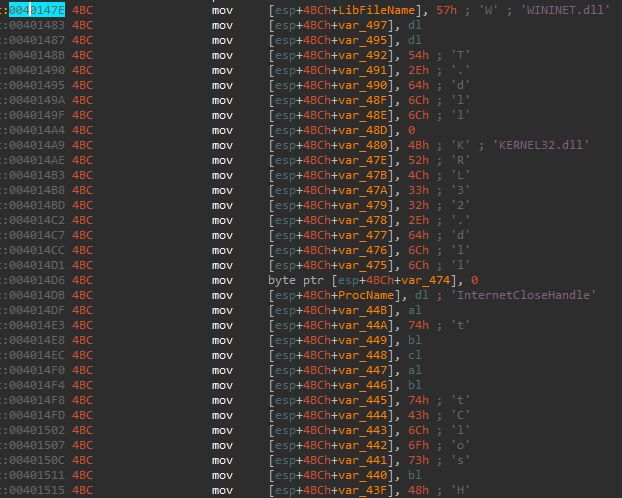 :0040147E 4BC mov [esp+4BCh+LibFileName], 57h ; 'W' ; 'WININET.dll'
:00401483 4BC mov [esp+4BCh+var_497], dl
:00401487 4BC mov [esp+4BCh+var_495], dl
:0040148B 4BC mov [esp+4BCh+var_492], 54h ; 'T'
:00401490 4BC mov [esp+4BCh+var_491], 2Eh ; '.'
:00401495 4BC mov [esp+4BCh+var_490], 64h ; 'd'
:0040149A 4BC mov [esp+4BCh+var_48F], 6Ch ; 'l'
:0040149F 4BC mov [esp+4BCh+var_48E], 6Ch ; 'l'
:004014A4 4BC mov [esp+4BCh+var_48D], 0
:004014A9 4BC mov [esp+4BCh+var_480], 4Bh ; 'K' ; 'KERNEL32.dll'
:004014AE 4BC mov [esp+4BCh+var_47E], 52h ; 'R'
:004014B3 4BC mov [esp+4BCh+var_47B], 4Ch ; 'L'
:004014B8 4BC mov [esp+4BCh+var_47A], 33h ; '3'
:004014BD 4BC mov [esp+4BCh+var_479], 32h ; '2'
:004014C2 4BC mov [esp+4BCh+var_478], 2Eh ; '.'
:004014C7 4BC mov [esp+4BCh+var_477], 64h ; 'd'
:004014CC 4BC mov [esp+4BCh+var_476], 6Ch ; 'l'
:004014D1 4BC mov [esp+4BCh+var_475], 6Ch ; 'l'
:004014D6 4BC mov byte ptr [esp+4BCh+var_474], 0
:004014DB 4BC mov [esp+4BCh+ProcName], dl ; 'InternetCloseHandle'
:004014DF 4BC mov [esp+4BCh+var_44B], al
:004014E3 4BC mov [esp+4BCh+var_44A], 74h ; 't'
:004014E8 4BC mov [esp+4BCh+var_449], bl
:004014EC 4BC mov [esp+4BCh+var_448], cl
:004014F0 4BC mov [esp+4BCh+var_447], al
:004014F4 4BC mov [esp+4BCh+var_446], bl
:004014F8 4BC mov [esp+4BCh+var_445], 74h ; 't'
:004014FD 4BC mov [esp+4BCh+var_444], 43h ; 'C'
:00401502 4BC mov [esp+4BCh+var_443], 6Ch ; 'l'
:00401507 4BC mov [esp+4BCh+var_442], 6Fh ; 'o'
:0040150C 4BC mov [esp+4BCh+var_441], 73h ; 's'
:00401511 4BC mov [esp+4BCh+var_440], bl
:00401515 4BC mov [esp+4BCh+var_43F], 48h ; 'H'